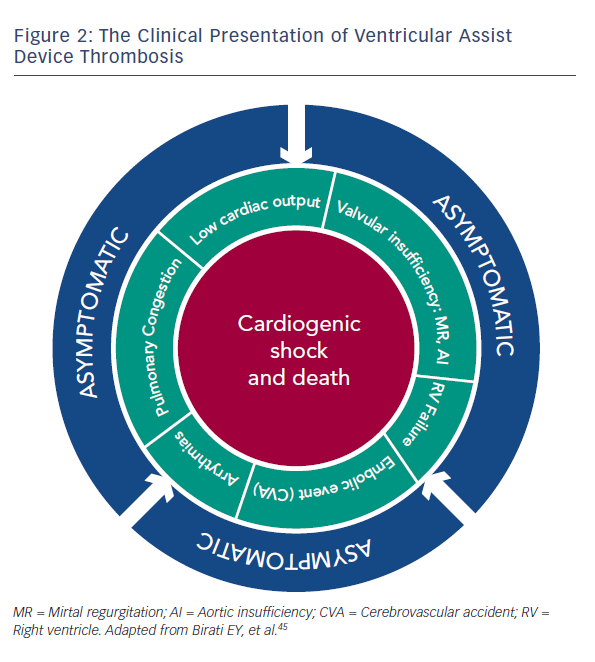 Figure 2: The Clinical Presentation of Ventricular Assist
Device Thrombosis
ASYMPTOMATIC
ASYMPTOMATIC
ASYMPTOMATIC
Low cardiac output
Valvular insufficiency: MR, AI
RV Failure
Embolic event (CVA)
Arrythmias
Pulmonary Congestion
Cardiogenic
shock
and death
MR = Mirtal regurgitation; AI = Aortic insufficiency; CVA = Cerebrovascular accident; RV =
Right ventricle. Adapted from Birati EY, et al.45